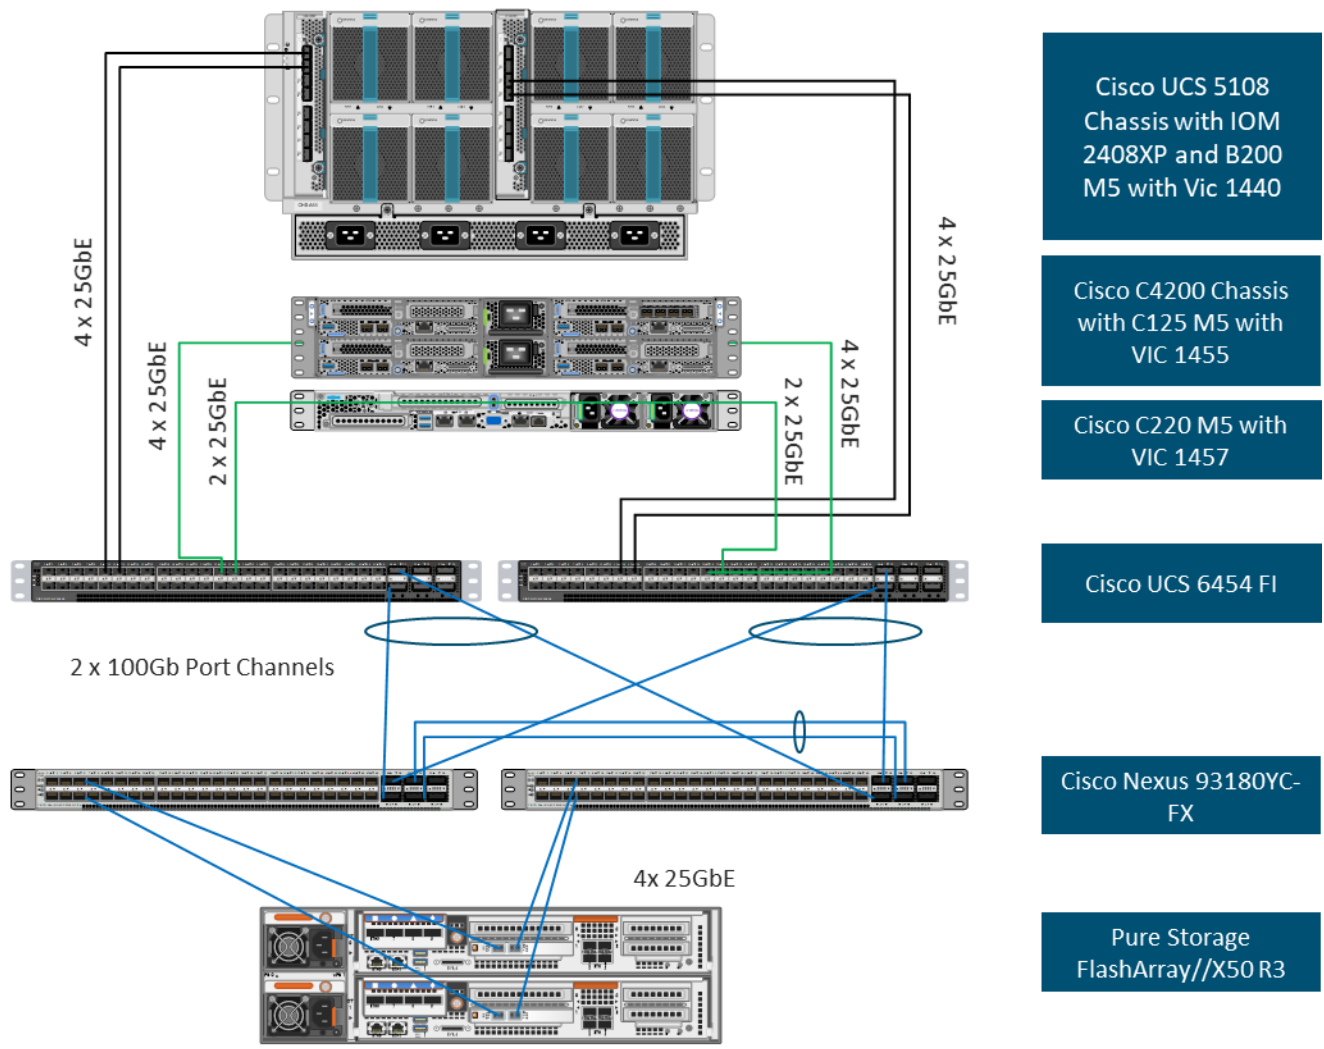 Cisco UCS 5108
Chassis with IOM
2408XP and B200
M5 with Vic 1440
4 x 25GbE
4 x 25GbE
Cisco C4200 Chassis
with C125 M5 with
VIC 1455
4 x 25GbE
2 x 25GbE
2 x 25GbE
4 x 25GbE
Cisco C220 M5 with
VIC 1457
Cisco UCS 6454 FI
2 x 100Gb Port Channels
Cisco Nexus 93180YC-
FX
4x 25GbE
Pure Storage
FlashArray//X50 R3